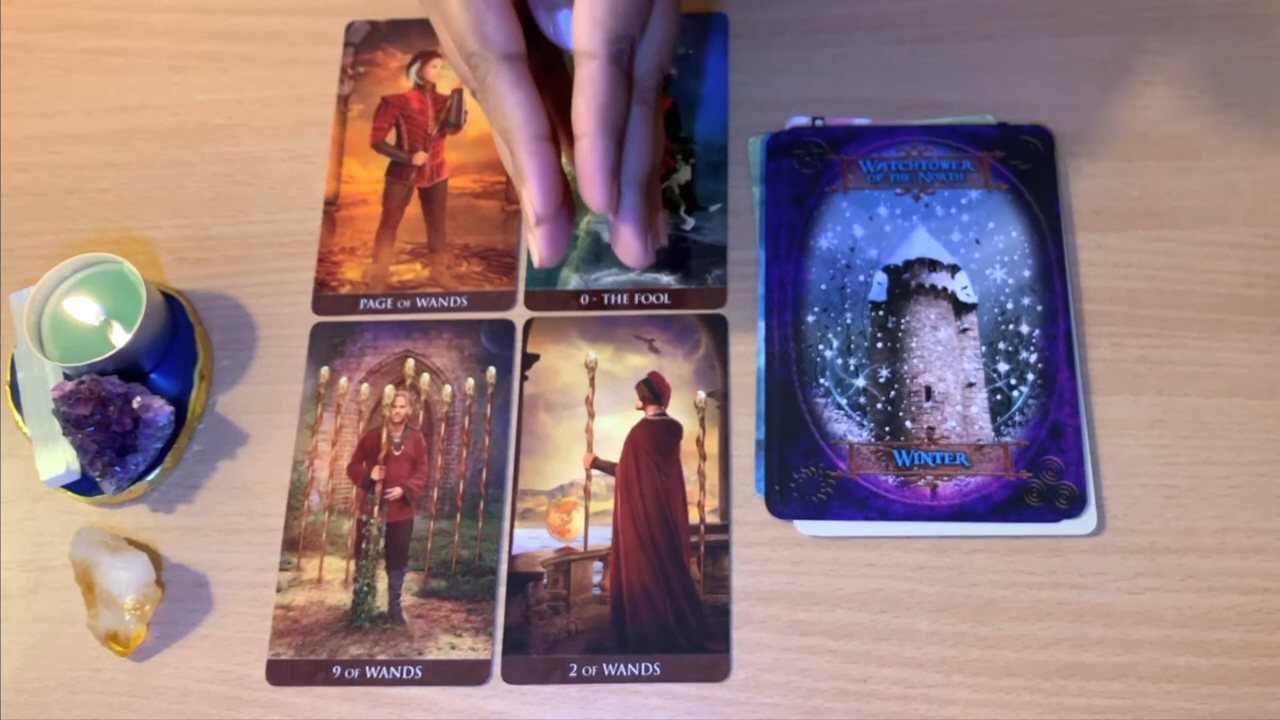 PAGE OF WANDS
0 - THE FOOL
9 OF WANDS
2 OF WANDS
WATCHTOWER
OF THE NORTH
WINTER